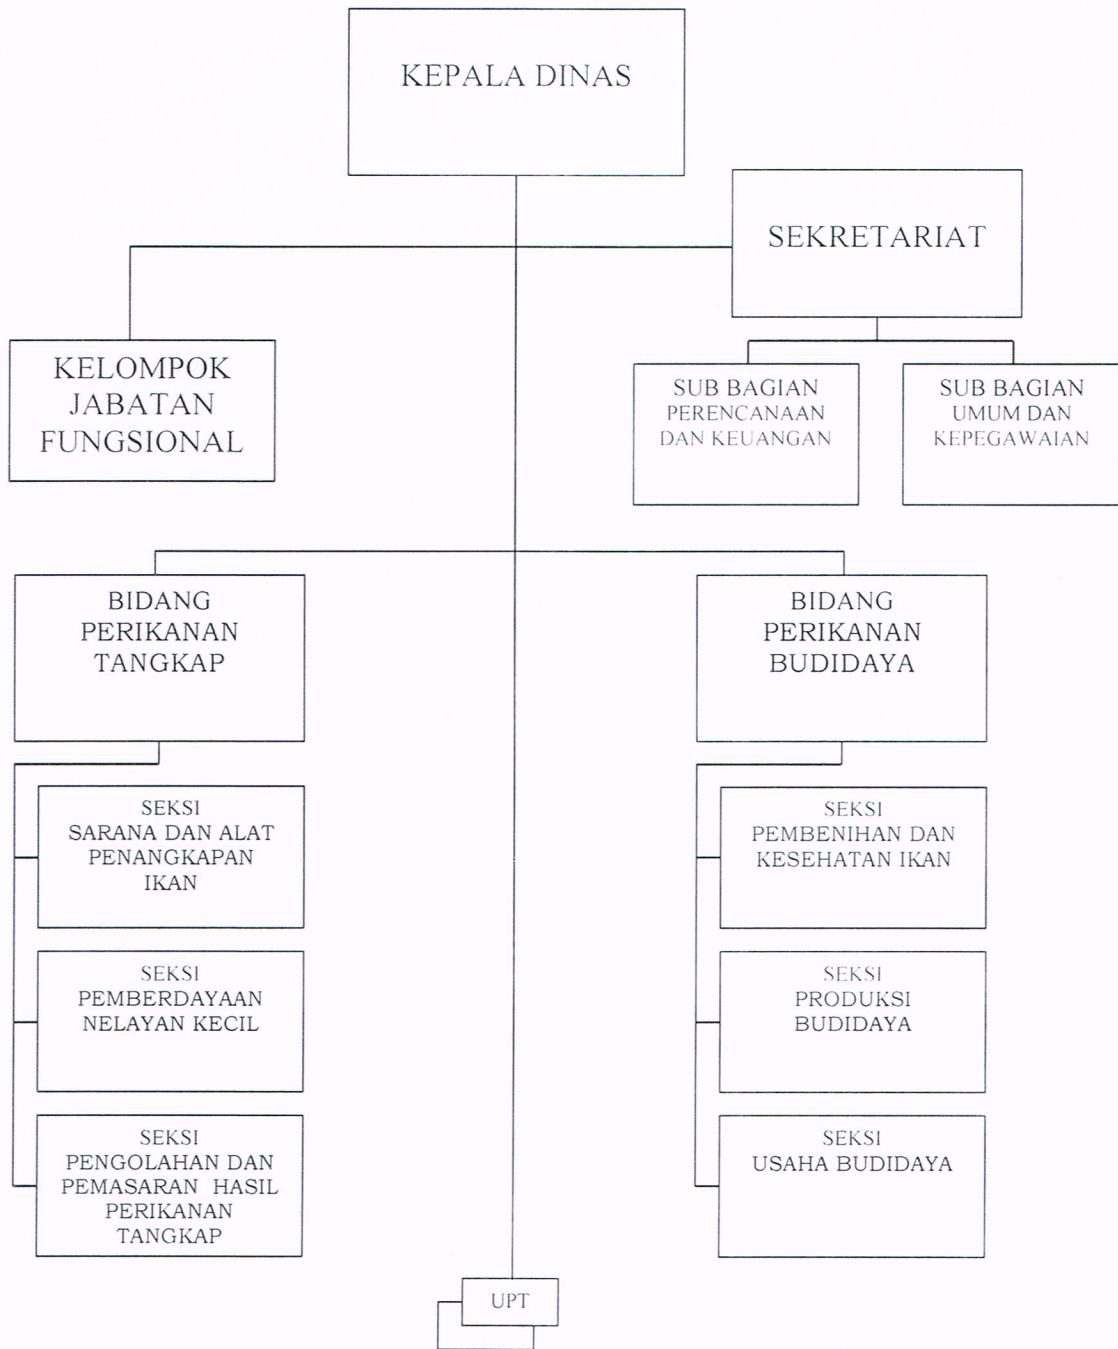 KEPALA DINAS
SEKRETARIAT
KELOMPOK
JABATAN
FUNGSIONAL
SUB BAGIAN
PERENCANAAN
DAN KEUANGAN
SUB BAGIAN
UMUM DAN
KEPEGAWAIAN
BIDANG
PERIKANAN
TANGKAP
BIDANG
PERIKANAN
BUDIDAYA
SEKSI
SARANA DAN ALAT
PENANGKAPAN
IKAN
SEKSI
PEMBERDAYAAN
NELAYAN KECIL
SEKSI
PENGOLAHAN DAN
PEMASARAN HASIL
PERIKANAN
TANGKAP
SEKSI
PEMBENIHAN DAN
KESEHATAN IKAN
SEKSI
PRODUKSI
BUDIDAYA
SEKSI
USAHA BUDIDAYA
UPT